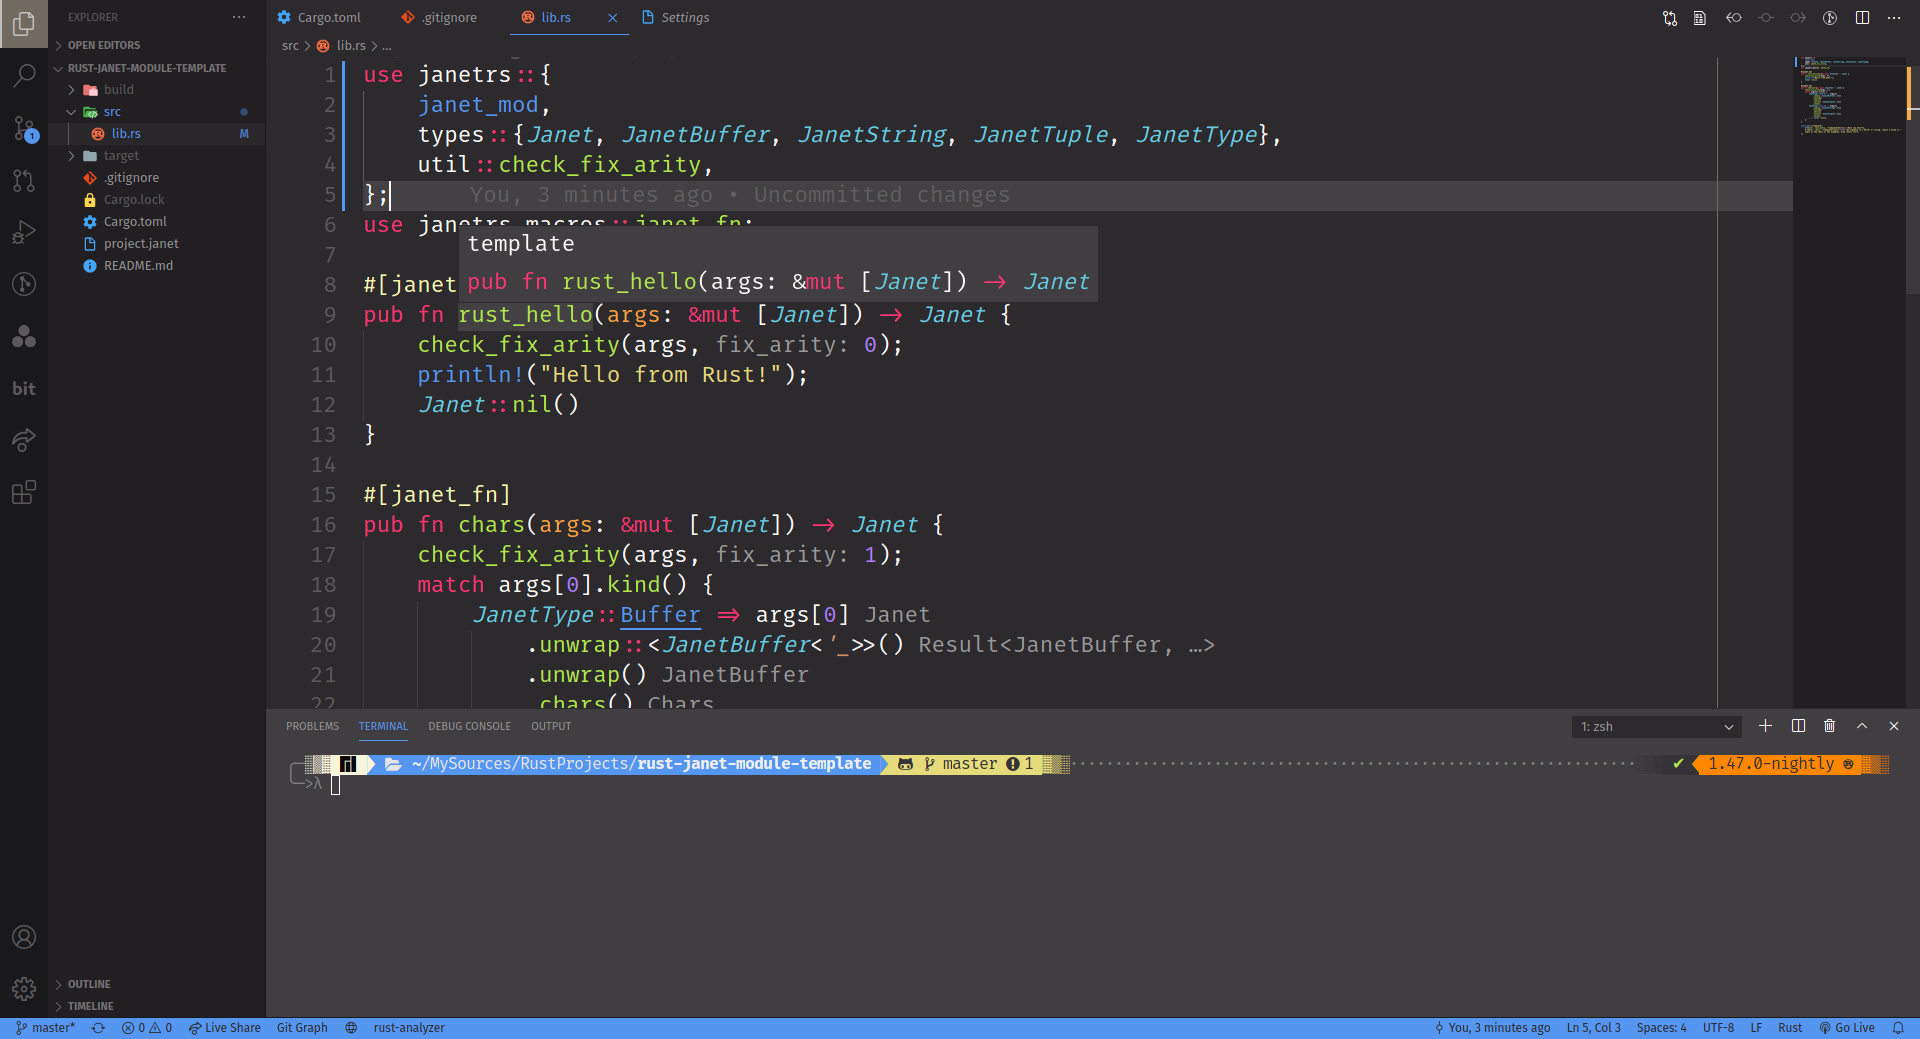 EXPLORER
OPEN EDITORS
RUST-JANET-MODULE-TEMPLATE
build
src
lib.rs M
target
.gitignore
Cargo.lock
Cargo.toml
project.janet
README.md
OUTLINE
TIMELINE
1
bit
Cargo.toml .gitignore lib.rs Settings
src > lib.rs > ...
1 use janetrs::{
2 janet_mod,
3 types::{Janet, JanetBuffer, JanetString, JanetTuple, JanetType},
4 util::check_fix_arity,
5 }; You, 3 minutes ago • Uncommitted changes
6 use janetrs_macros::janet_fn;
7
template
pub fn rust_hello(args: &mut [Janet]) -> Janet
8 #[janet
9 pub fn rust_hello(args: &mut [Janet]) -> Janet {
10 check_fix_arity(args, fix_arity: 0);
11 println!("Hello from Rust!");
12 Janet::nil()
13 }
14
15 #[janet_fn]
16 pub fn chars(args: &mut [Janet]) -> Janet {
17 check_fix_arity(args, fix_arity: 1);
18 match args[0].kind() {
19 JanetType::Buffer => args[0] Janet
20 .unwrap::<JanetBuffer<'_>>() Result<JanetBuffer, …>
21 .unwrap() JanetBuffer
22 .chars() Chars
PROBLEMS TERMINAL DEBUG CONSOLE OUTPUT 1: zsh
~/MySources/RustProjects/rust-janet-module-template master 1 ✔ 1.47.0-nightly
>λ
master* 0 0 Live Share Git Graph rust-analyzer You, 3 minutes ago Ln 5, Col 3 Spaces: 4 UTF-8 LF Rust Go Live